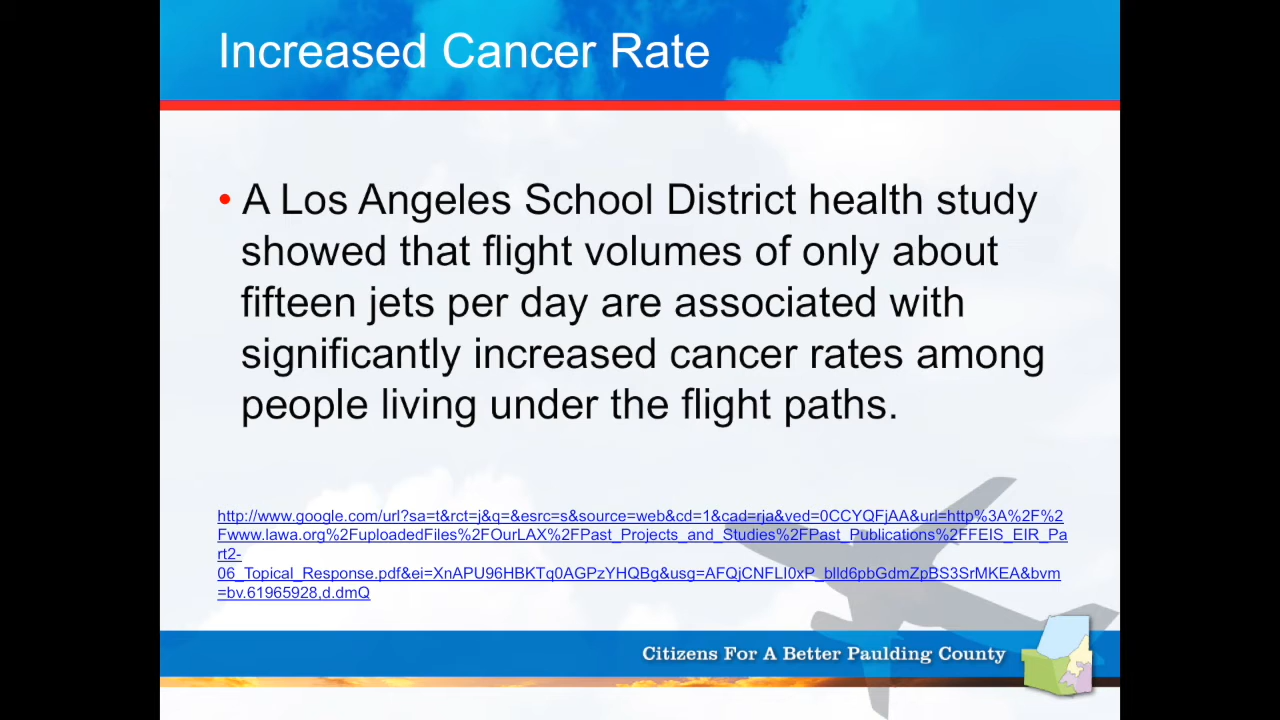 Increased Cancer Rate
• A Los Angeles School District health study
showed that flight volumes of only about
fifteen jets per day are associated with
significantly increased cancer rates among
people living under the flight paths.
http://www.google.com/url?sa=t&rct=j&q=&esrc=s&source=web&cd=1&cad=rja&ved=0CCYQFjAA&url=http%3A%2F%2
Fwww.lawa.org%2FuploadedFiles%2FOurLAX%2FPast_Projects_and_Studies%2FPast_Publications%2FFEIS_EIR_Pa
rt2-
06_Topical_Response.pdf&ei=XnAPU96HBKTq0AGPzYHQBg&usg=AFQjCNFLI0xP_blld6pbGdmZpBS3SrMKEA&bvm
=bv.61965928,d.dmQ
Citizens For A Better Paulding County